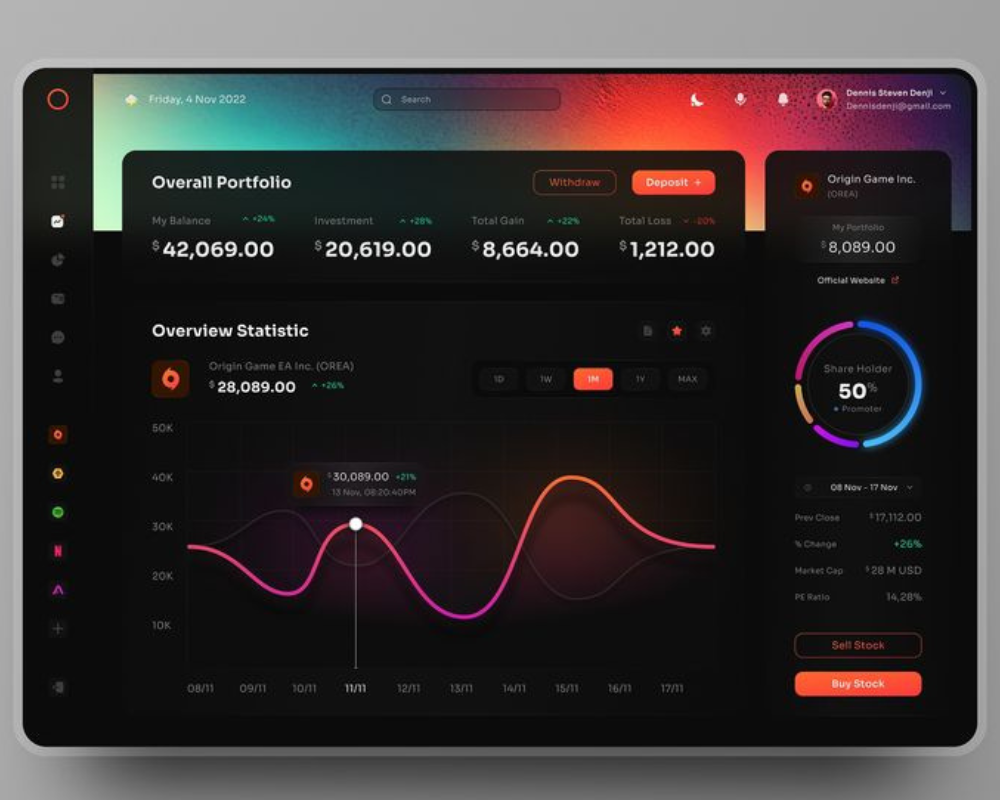 Friday, 4 Nov 2022
Search
Dennis Steven Denji
Dennisdenji@gmail.com
Overall Portfolio
Withdraw
Deposit +
My Balance +24%
$42,069.00
Investment +28%
$20,619.00
Total Gain +22%
$8,664.00
Total Loss -20%
$1,212.00
Overview Statistic
Origin Game EA Inc. (OREA)
$28,089.00 +26%
1D 1W 1M 1Y MAX
50K
40K
30K
20K
10K
$30,089.00 +21%
13 Nov, 08:20:40PM
08/11 09/11 10/11 11/11 12/11 13/11 14/11 15/11 16/11 17/11
Origin Game Inc.
(OREA)
My Portfolio
$8,089.00
Official Website
Share Holder
50%
Promoter
08 Nov - 17 Nov
Prev Close $17,112.00
% Change +26%
Market Cap $28 M USD
PE Ratio 14,28%
Sell Stock
Buy Stock
N